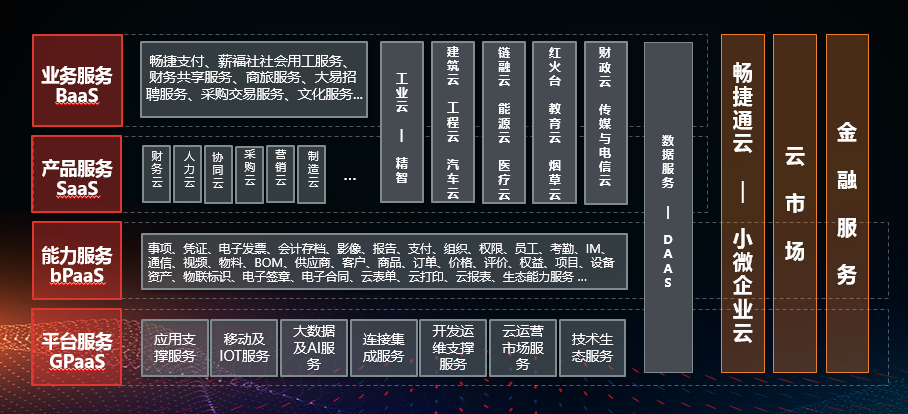 业务服务
BaaS
畅捷支付、薪福社社会用工服务、
财务共享服务、商旅服务、大易招
聘服务、采购交易服务、文化服务...
产品服务
SaaS
财务云
人力云
协同云
采购云
营销云
制造云
...
工业云 — 精智
建筑云 工程云 汽车云
链融云 能源云 医疗云
红火台 教育云 烟草云
财政云 传媒与电信云
能力服务
bPaaS
事项、凭证、电子发票、会计存档、影像、报告、支付、组织、权限、员工、考勤、IM、
通信、视频、物料、BOM、供应商、客户、商品、订单、价格、评价、权益、项目、设备
资产、物联标识、电子签章、电子合同、云表单、云打印、云报表、生态能力服务 ...
平台服务
GPaaS
应用支
撑服务
移动及
IOT服务
大数据
及AI服
务
连接集
成服务
开发运
维支撑
服务
云运营
市场服
务
技术生
态服务
数据服务 — DAAS
畅捷通云 — 小微企业云
云市场
金融服务